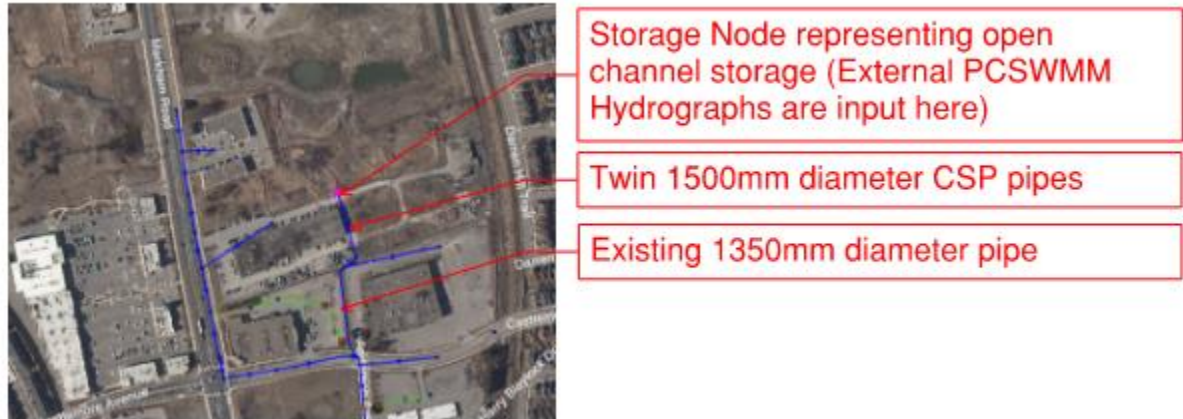 Storage Node representing open
channel storage (External PCSWMM
Hydrographs are input here)
Twin 1500mm diameter CSP pipes
Existing 1350mm diameter pipe
Markham Road
Avenue